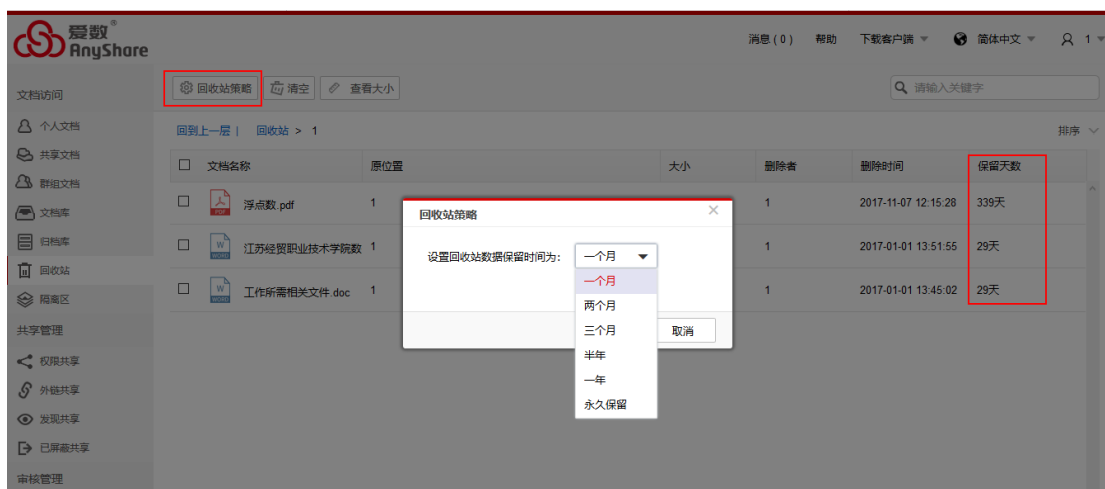 爱数®
AnyShare
消息(0) 帮助 下载客户端 简体中文 1
文档访问
回收站策略 清空 查看大小 请输入关键字
个人文档
回到上一层 | 回收站 > 1 排序
共享文档
文档名称 原位置 大小 删除者 删除时间 保留天数
群组文档
文档库
PDF 浮点数.pdf 1 1 2017-11-07 12:15:28 339天
归档库
WORD 江苏经贸职业技术学院数 1 1 2017-01-01 13:51:55 29天
回收站
隔离区
WORD 工作所需相关文件.doc 1 1 2017-01-01 13:45:02 29天
共享管理
权限共享
外链共享
发现共享
已屏蔽共享
审核管理
回收站策略
设置回收站数据保留时间为: 一个月
一个月
两个月
三个月
半年
一年
永久保留
取消